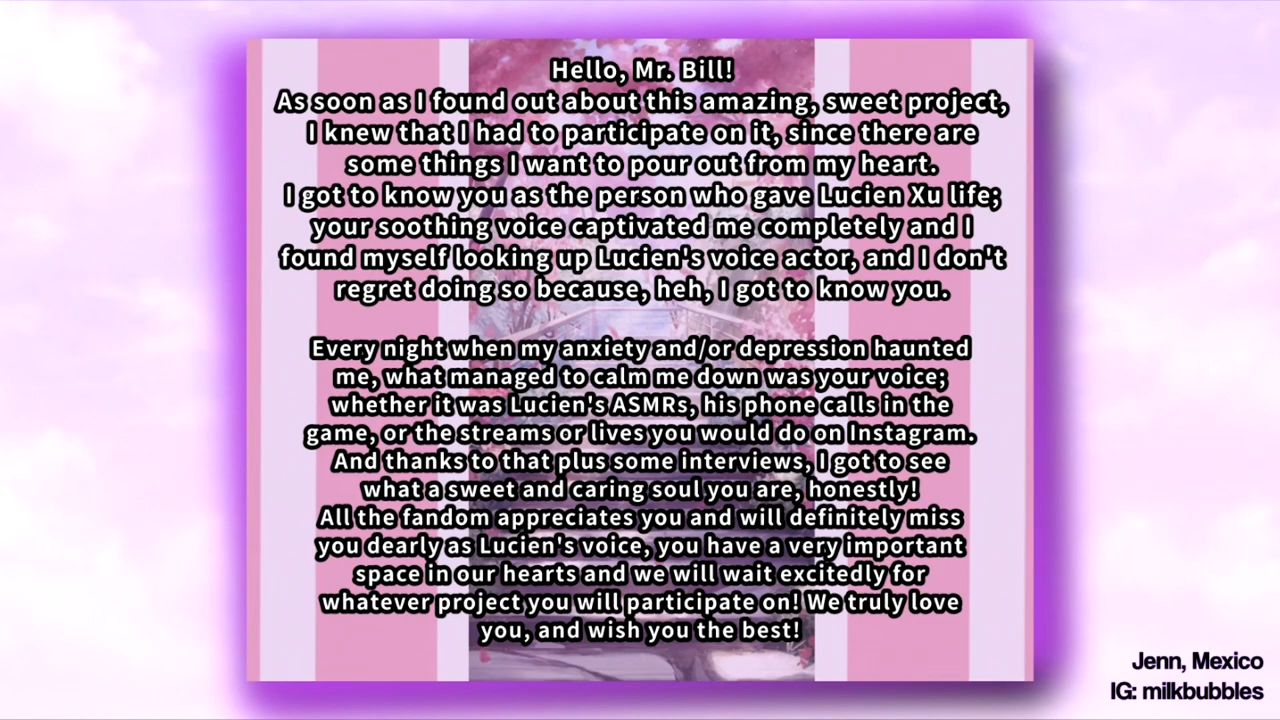 Hello, Mr. Bill!
As soon as I found out about this amazing, sweet project,
I knew that I had to participate on it, since there are
some things I want to pour out from my heart.
I got to know you as the person who gave Lucien Xu life;
your soothing voice captivated me completely and I
found myself looking up Lucien's voice actor, and I don't
regret doing so because, heh, I got to know you.
Every night when my anxiety and/or depression haunted
me, what managed to calm me down was your voice;
whether it was Lucien's ASMRs, his phone calls in the
game, or the streams or lives you would do on Instagram.
And thanks to that plus some interviews, I got to see
what a sweet and caring soul you are, honestly!
All the fandom appreciates you and will definitely miss
you dearly as Lucien's voice, you have a very important
space in our hearts and we will wait excitedly for
whatever project you will participate on! We truly love
you, and wish you the best!
Jenn, Mexico
IG: milkbubbles